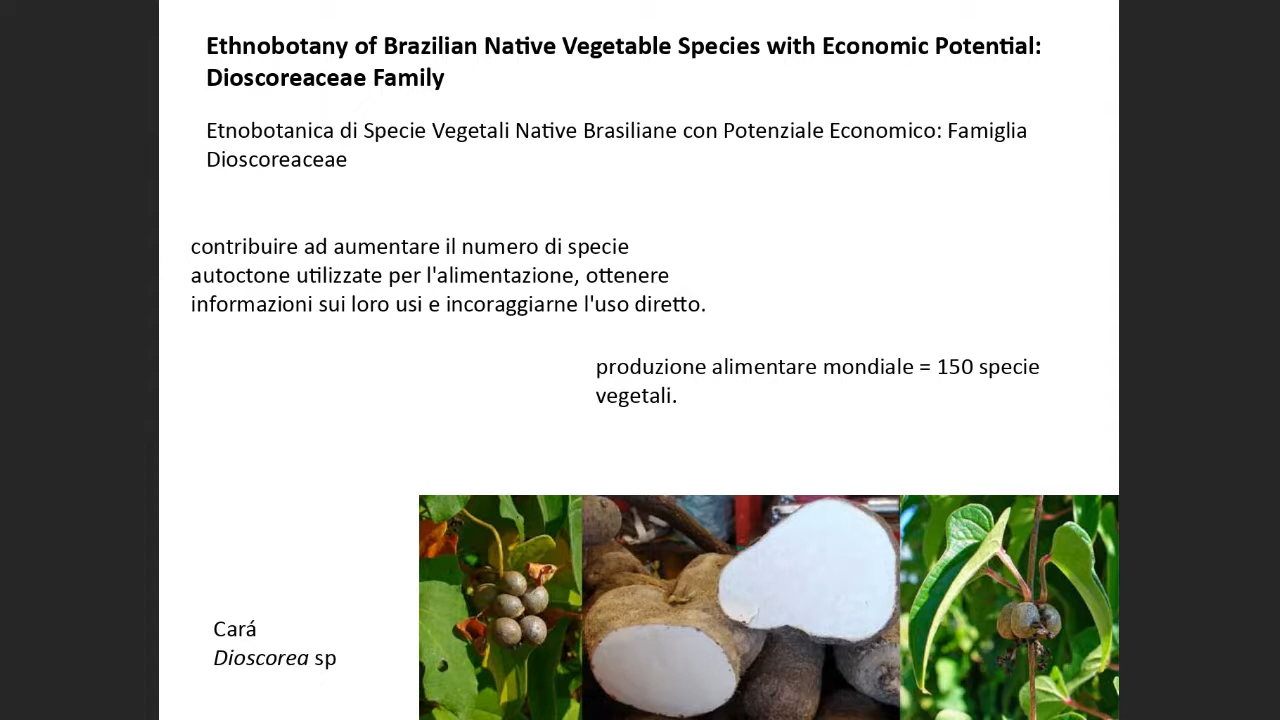 Ethnobotany of Brazilian Native Vegetable Species with Economic Potential:
Dioscoreaceae Family
Etnobotanica di Specie Vegetali Native Brasiliane con Potenziale Economico: Famiglia
Dioscoreaceae
contribuire ad aumentare il numero di specie
autoctone utilizzate per l'alimentazione, ottenere
informazioni sui loro usi e incoraggiarne l'uso diretto.
produzione alimentare mondiale = 150 specie
vegetali.
Cará
Dioscorea sp